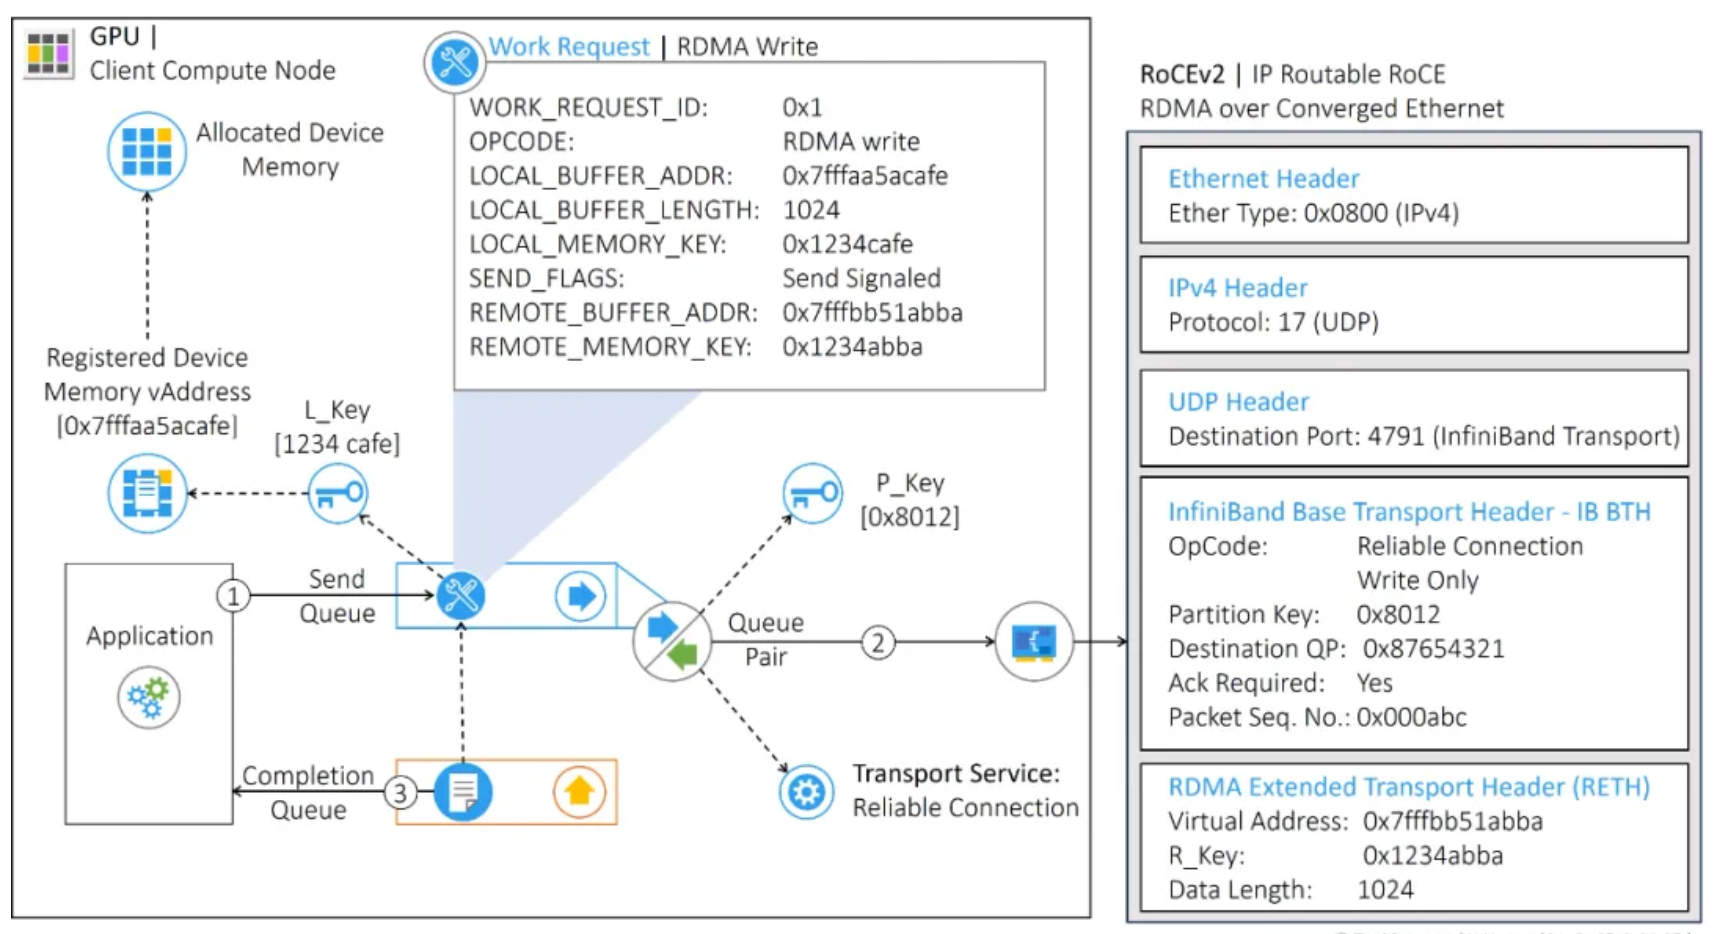 GPU |
Client Compute Node
Work Request | RDMA Write
WORK_REQUEST_ID: 0x1
OPCODE: RDMA write
LOCAL_BUFFER_ADDR: 0x7fffaa5acafe
LOCAL_BUFFER_LENGTH: 1024
LOCAL_MEMORY_KEY: 0x1234cafe
SEND_FLAGS: Send Signaled
REMOTE_BUFFER_ADDR: 0x7fffbb51abba
REMOTE_MEMORY_KEY: 0x1234abba
Allocated Device
Memory
Registered Device
Memory vAddress
[0x7fffaa5acafe]
L_Key
[1234 cafe]
P_Key
[0x8012]
Application
1
Send
Queue
Queue
Pair
2
Completion
Queue
3
Transport Service:
Reliable Connection
RoCEv2 | IP Routable RoCE
RDMA over Converged Ethernet
Ethernet Header
Ether Type: 0x0800 (IPv4)
IPv4 Header
Protocol: 17 (UDP)
UDP Header
Destination Port: 4791 (InfiniBand Transport)
InfiniBand Base Transport Header - IB BTH
OpCode: Reliable Connection
Write Only
Partition Key: 0x8012
Destination QP: 0x87654321
Ack Required: Yes
Packet Seq. No.: 0x000abc
RDMA Extended Transport Header (RETH)
Virtual Address: 0x7fffbb51abba
R_Key: 0x1234abba
Data Length: 1024